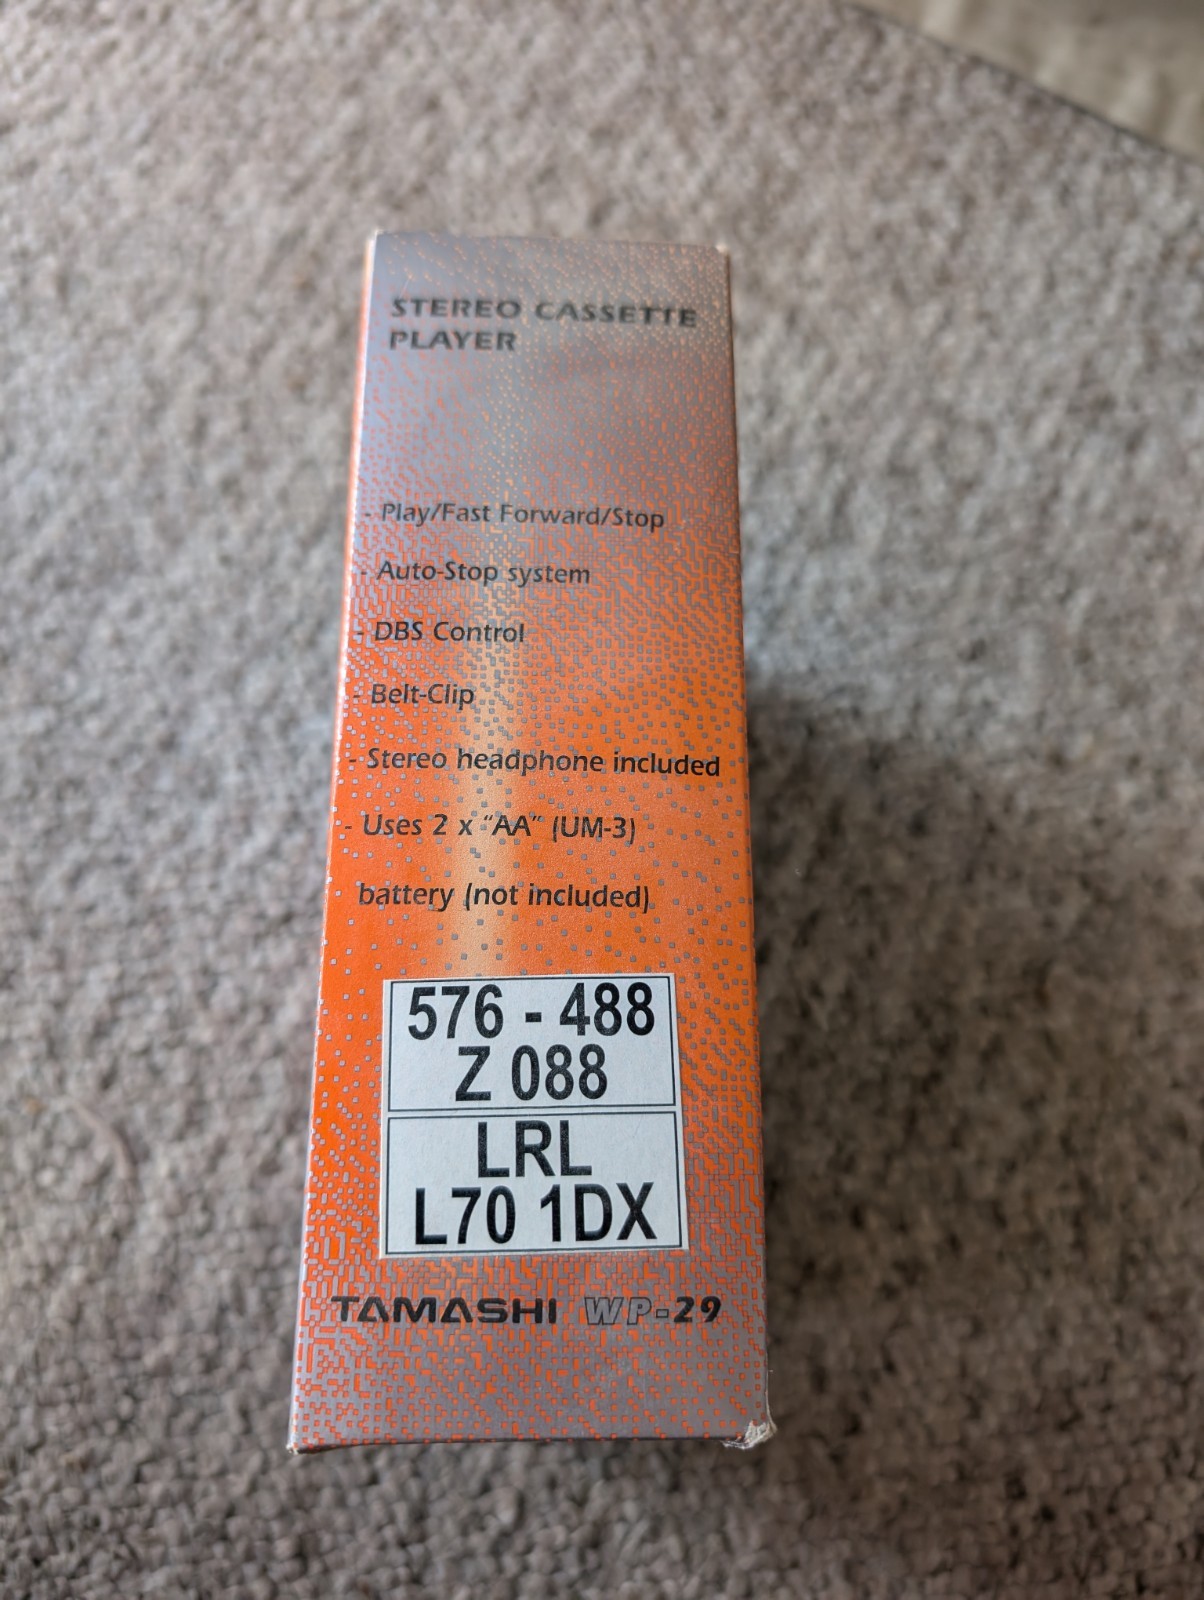 STEREO CASSETTE
PLAYER
- Play/Fast Forward/Stop
- Auto-Stop system
- DBS Control
- Belt-Clip
- Stereo headphone included
- Uses 2 x “AA” (UM-3)
battery (not included)
576 - 488
Z 088
LRL
L70 1DX
TAMASHI WP-29